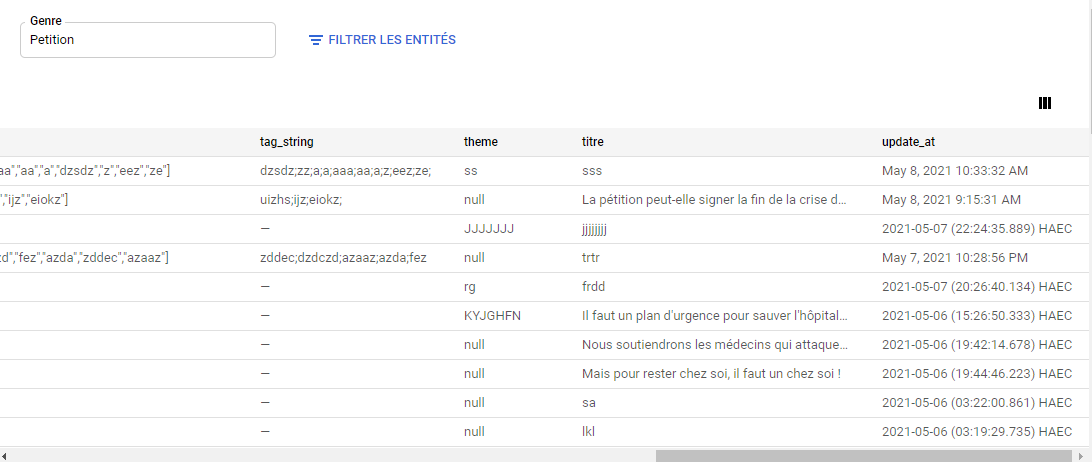 Genre
Petition
FILTRER LES ENTITÉS
tag_string theme titre update_at
aa","aa","a","dzsdz","z","eez","ze"] dzsdz;zz;a;a;aaa;aa;a;z;eez;ze; ss sss May 8, 2021 10:33:32 AM
","ijz","eiokz"] uizhs;ijz;eiokz; null La pétition peut-elle signer la fin de la crise d... May 8, 2021 9:15:31 AM
— JJJJJJJ jjjjjjjjj 2021-05-07 (22:24:35.889) HAEC
zd","fez","azda","zddec","azaaz"] zddec;dzdczd;azaaz;azda;fez null trtr May 7, 2021 10:28:56 PM
— rg frdd 2021-05-07 (20:26:40.134) HAEC
— KYJGHFN Il faut un plan d'urgence pour sauver l'hôpital... 2021-05-06 (15:26:50.333) HAEC
— null Nous soutiendrons les médecins qui attaque... 2021-05-06 (19:42:14.678) HAEC
— null Mais pour rester chez soi, il faut un chez soi ! 2021-05-06 (19:44:46.223) HAEC
— null sa 2021-05-06 (03:22:00.861) HAEC
— null lkl 2021-05-06 (03:19:29.735) HAEC